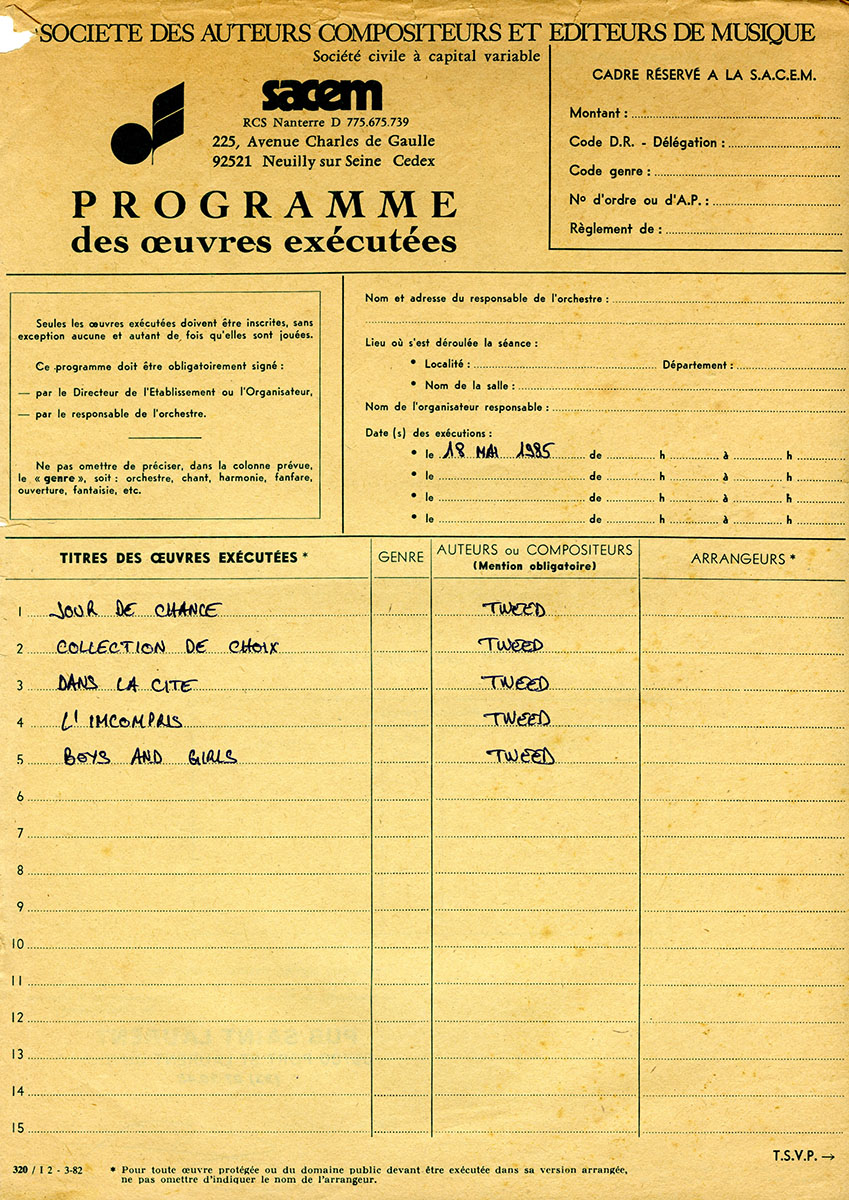 SOCIETE DES AUTEURS COMPOSITEURS ET EDITEURS DE MUSIQUE
Société civile à capital variable
sacem
RCS Nanterre D 775.675.739
225, Avenue Charles de Gaulle
92521 Neuilly sur Seine Cedex
PROGRAMME
des œuvres exécutées
CADRE RÉSERVÉ A LA S.A.C.E.M.
Montant :
Code D.R. - Délégation :
Code genre :
No d'ordre ou d'A.P. :
Règlement de :
Seules les œuvres exécutées doivent être inscrites, sans
exception aucune et autant de fois qu'elles sont jouées.
Ce programme doit être obligatoirement signé :
— par le Directeur de l'Etablissement ou l'Organisateur,
— par le responsable de l'orchestre.
Ne pas omettre de préciser, dans la colonne prévue,
le « genre », soit : orchestre, chant, harmonie, fanfare,
ouverture, fantaisie, etc.
Nom et adresse du responsable de l'orchestre :
Lieu où s'est déroulée la séance :
• Localité : Département :
• Nom de la salle :
Nom de l'organisateur responsable :
Date (s) des exécutions :
• le 18 MAI 1985 de h à h
• le de h à h
• le de h à h
• le de h à h
TITRES DES ŒUVRES EXÉCUTÉES * GENRE AUTEURS ou COMPOSITEURS ARRANGEURS *
(Mention obligatoire)
1 JOUR DE CHANCE TWEED
2 COLLECTION DE CHOIX TWEED
3 DANS LA CITE TWEED
4 L'IMCOMPRIS TWEED
5 BOYS AND GIRLS TWEED
6
7
8
9
10
11
12
13
14
15
T.S.V.P. →
320 / I 2 - 3-82 * Pour toute œuvre protégée ou du domaine public devant être exécutée dans sa version arrangée,
ne pas omettre d'indiquer le nom de l'arrangeur.